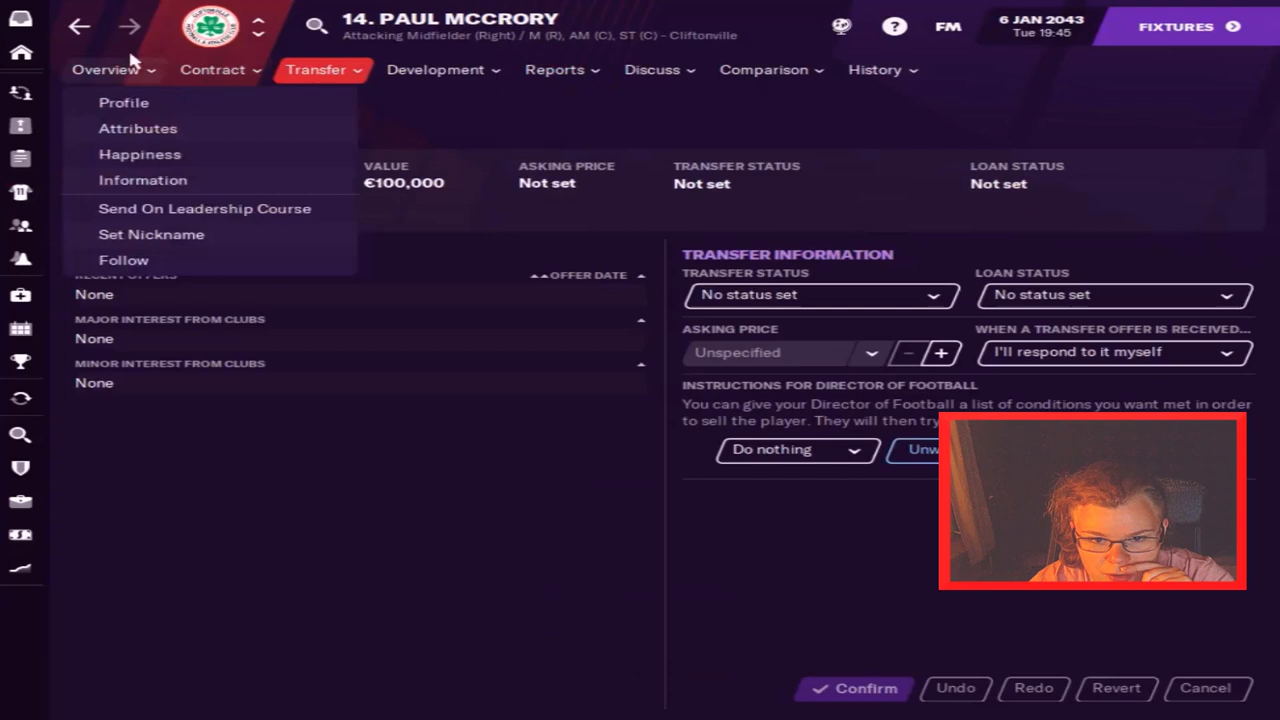 14. PAUL MCCRORY
Attacking Midfielder (Right) / M (R), AM (C), ST (C) - Cliftonville
FM
6 JAN 2043
Tue 19:45
FIXTURES
Overview
Contract
Transfer
Development
Reports
Discuss
Comparison
History
Profile
Attributes
Happiness
Information
Send On Leadership Course
Set Nickname
Follow
VALUE
€100,000
ASKING PRICE
Not set
TRANSFER STATUS
Not set
LOAN STATUS
Not set
RECENT OFFERS
OFFER DATE
None
MAJOR INTEREST FROM CLUBS
None
MINOR INTEREST FROM CLUBS
None
TRANSFER INFORMATION
TRANSFER STATUS
No status set
LOAN STATUS
No status set
ASKING PRICE
Unspecified
WHEN A TRANSFER OFFER IS RECEIVED...
I'll respond to it myself
INSTRUCTIONS FOR DIRECTOR OF FOOTBALL
You can give your Director of Football a list of conditions you want met in order
to sell the player. They will then try
Do nothing
Unw
Confirm
Undo
Redo
Revert
Cancel